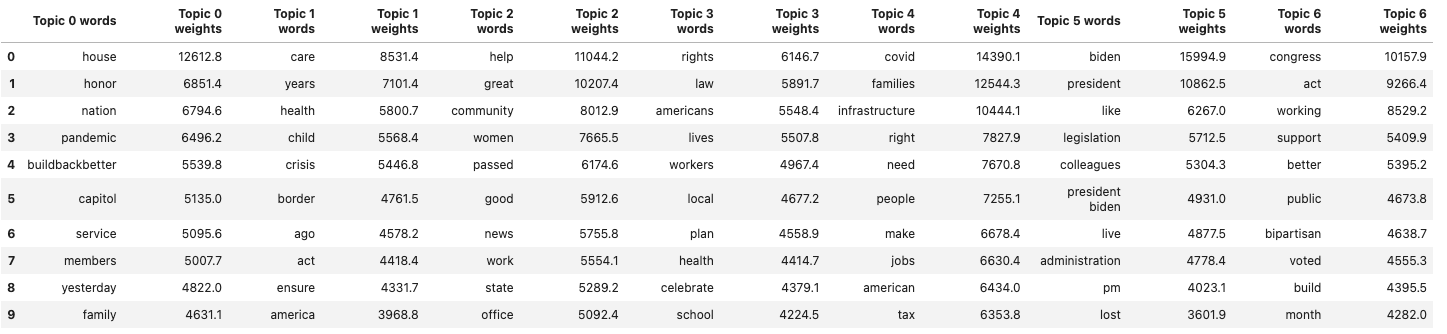 Topic 0 words Topic 0 weights Topic 1 words Topic 1 weights Topic 2 words Topic 2 weights Topic 3 words Topic 3 weights Topic 4 words Topic 4 weights Topic 5 words Topic 5 weights Topic 6 words Topic 6 weights
0 house 12612.8 care 8531.4 help 11044.2 rights 6146.7 covid 14390.1 biden 15994.9 congress 10157.9
1 honor 6851.4 years 7101.4 great 10207.4 law 5891.7 families 12544.3 president 10862.5 act 9266.4
2 nation 6794.6 health 5800.7 community 8012.9 americans 5548.4 infrastructure 10444.1 like 6267.0 working 8529.2
3 pandemic 6496.2 child 5568.4 women 7665.5 lives 5507.8 right 7827.9 legislation 5712.5 support 5409.9
4 buildbackbetter 5539.8 crisis 5446.8 passed 6174.6 workers 4967.4 need 7670.8 colleagues 5304.3 better 5395.2
5 capitol 5135.0 border 4761.5 good 5912.6 local 4677.2 people 7255.1 president biden 4931.0 public 4673.8
6 service 5095.6 ago 4578.2 news 5755.8 plan 4558.9 make 6678.4 live 4877.5 bipartisan 4638.7
7 members 5007.7 act 4418.4 work 5554.1 health 4414.7 jobs 6630.4 administration 4778.4 voted 4555.3
8 yesterday 4822.0 ensure 4331.7 state 5289.2 celebrate 4379.1 american 6434.0 pm 4023.1 build 4395.5
9 family 4631.1 america 3968.8 office 5092.4 school 4224.5 tax 6353.8 lost 3601.9 month 4282.0